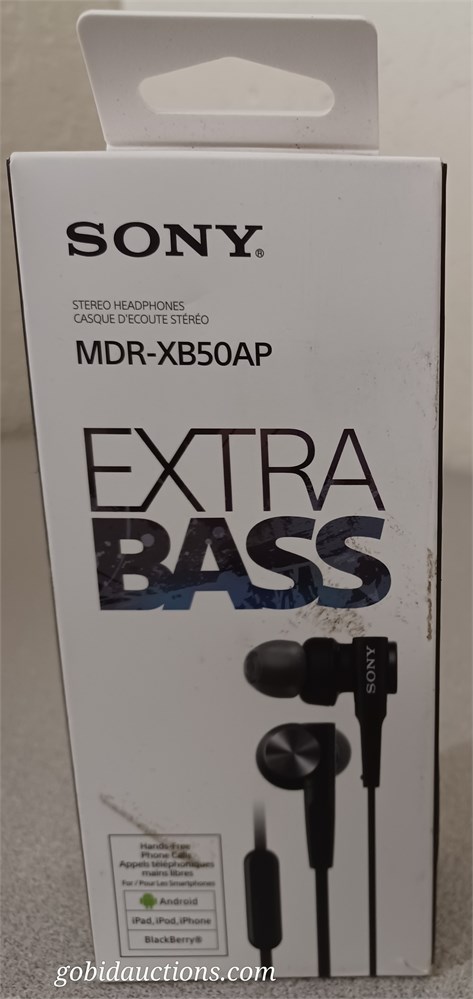 SONY®
STEREO HEADPHONES
CASQUE D'ECOUTE STÉRÉO
MDR-XB50AP
EXTRA
BASS
SONY
Hands-Free
Phone Calls
Appels téléphoniques
mains libres
For / Pour Les Smartphones
Android
iPad, iPod, iPhone
BlackBerry®
gobidauctions.com